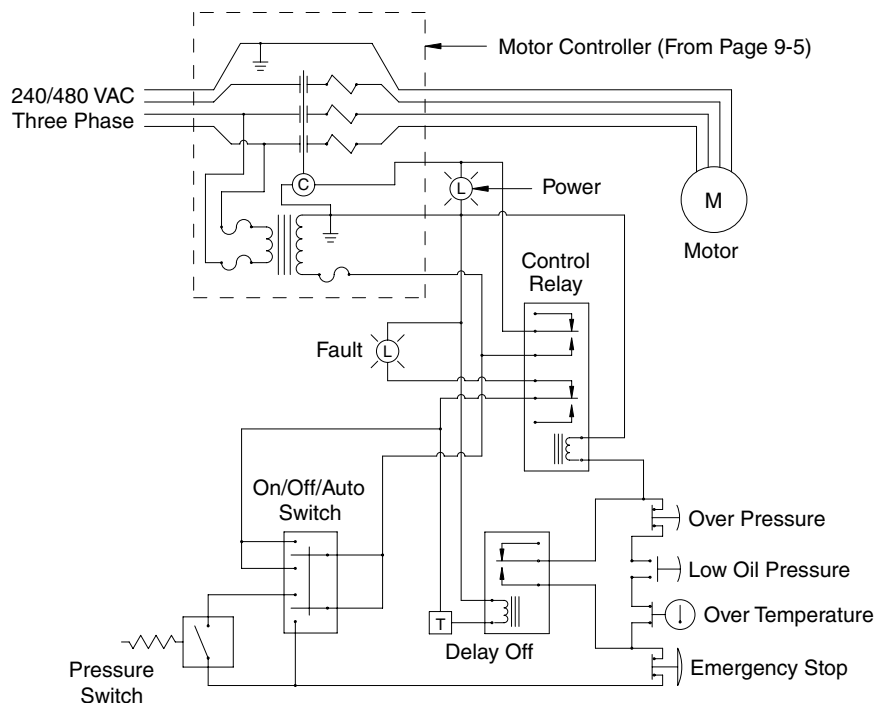 Motor Controller (From Page 9-5)
240/480 VAC
Three Phase
C
L
Power
M
Motor
Control
Relay
Fault
L
On/Off/Auto
Switch
Over Pressure
Low Oil Pressure
T
Over Temperature
Delay Off
Pressure
Switch
Emergency Stop